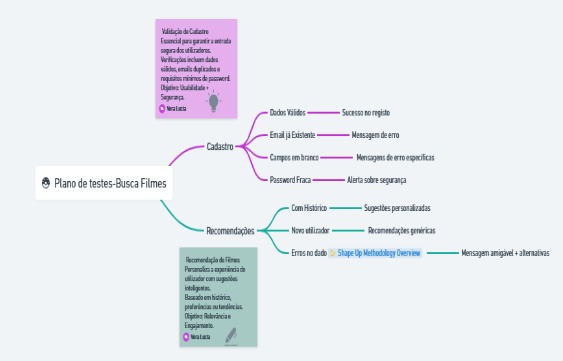 Validação de Cadastro
Essencial para garantir a entrada
segura dos utilizadores.
Verificações incluem dados
válidos, emails duplicados e
requisitos mínimos de password.
Objetivo: Usabilidade +
Segurança.
Vera Lucia
Dados Válidos
Sucesso no registo
Email já Existente
Mensagem de erro
Cadastro
Campos em branco
Mensagens de erro específicas
Password Fraca
Alerta sobre segurança
Plano de testes-Busca Filmes
Com Histórico
Sugestões personalizadas
Recomendações
Novo utilizador
Recomendações genéricas
Erros no dado
Shape Up Methodology Overview
Mensagem amigável + alternativas
Recomendação de Filmes
Personaliza a experiência do
utilizador com sugestões
inteligentes.
Baseado em histórico,
preferências ou tendências.
Objetivo: Relevância e
Engajamento.
Vera Lucia